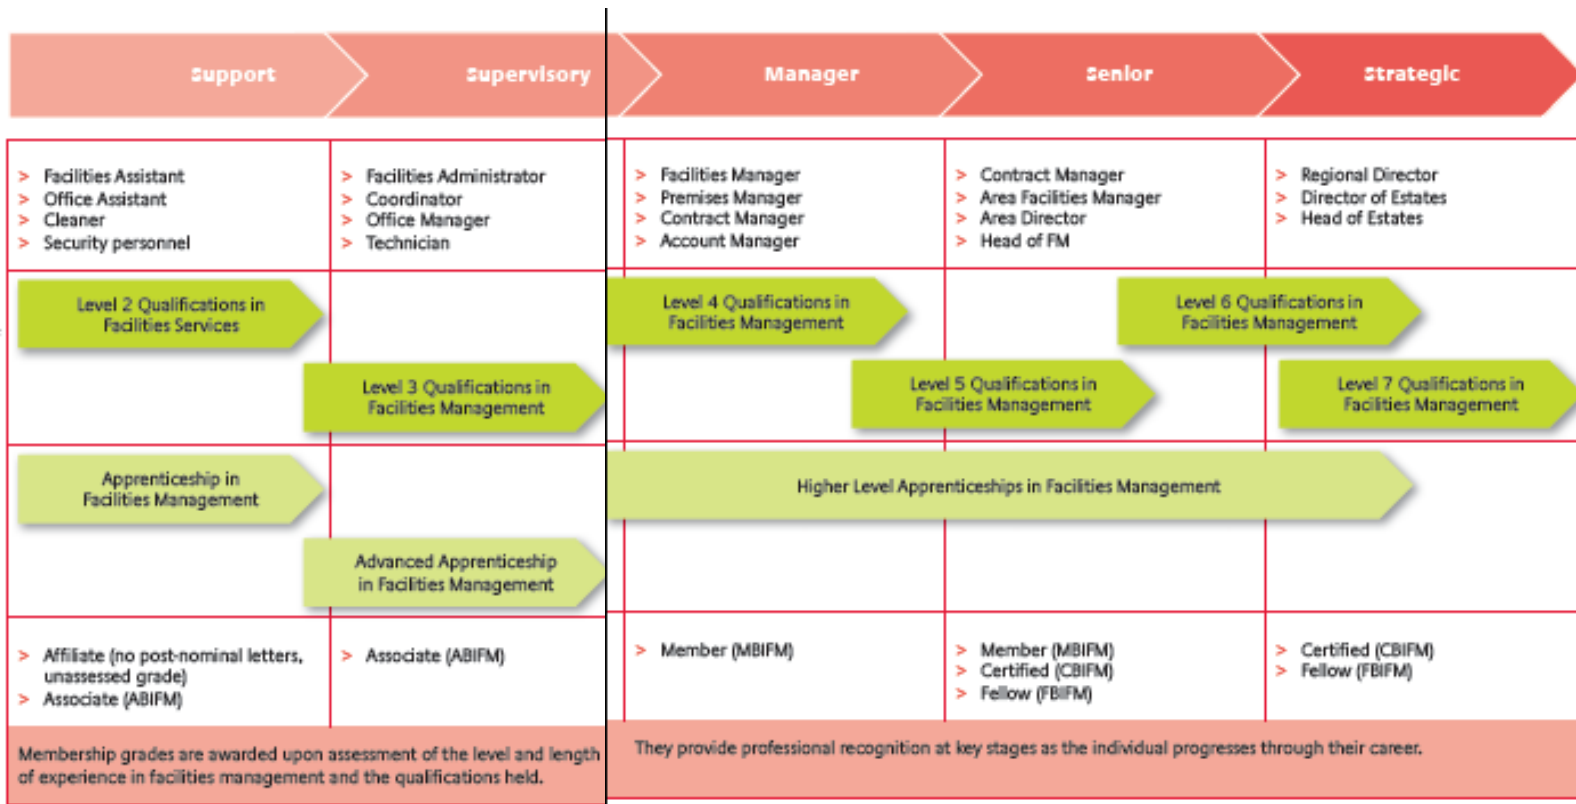 Support
Supervisory
Manager
Senior
Strategic
> Facilities Assistant
> Office Assistant
> Cleaner
> Security personnel
> Facilities Administrator
> Coordinator
> Office Manager
> Technician
> Facilities Manager
> Premises Manager
> Contract Manager
> Account Manager
> Contract Manager
> Area Facilities Manager
> Area Director
> Head of FM
> Regional Director
> Director of Estates
> Head of Estates
Level 2 Qualifications in
Facilities Services
Level 3 Qualifications in
Facilities Management
Level 4 Qualifications in
Facilities Management
Level 5 Qualifications in
Facilities Management
Level 6 Qualifications in
Facilities Management
Level 7 Qualifications in
Facilities Management
Apprenticeship in
Facilities Management
Advanced Apprenticeship
in Facilities Management
Higher Level Apprenticeships in Facilities Management
> Affiliate (no post-nominal letters,
unassessed grade)
> Associate (ABIFM)
> Associate (ABIFM)
> Member (MBIFM)
> Member (MBIFM)
> Certified (CBIFM)
> Fellow (FBIFM)
> Certified (CBIFM)
> Fellow (FBIFM)
Membership grades are awarded upon assessment of the level and length
of experience in facilities management and the qualifications held.
They provide professional recognition at key stages as the individual progresses through their career.